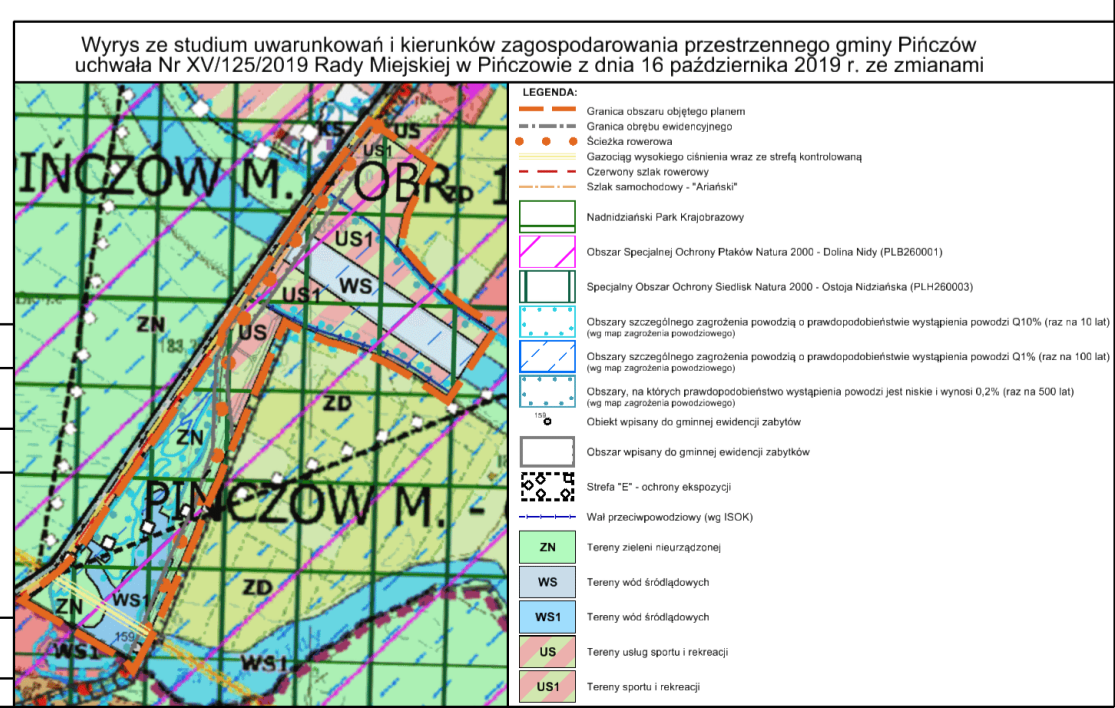 Wyrys ze studium uwarunkowań i kierunków zagospodarowania przestrzennego gminy Pińczów
uchwała Nr XV/125/2019 Rady Miejskiej w Pińczowie z dnia 16 października 2019 r. ze zmianami
KS
US
US1
PIŃCZÓW M.
OBR. 1
ZD
US1
WS
US1
ZN
US
ZD
ZN
PIŃCZÓW M. -
ZD
ZN
WS1
159
WS1
WS1
LEGENDA:
Granica obszaru objętego planem
Granica obrębu ewidencyjnego
Ścieżka rowerowa
Gazociąg wysokiego ciśnienia wraz ze strefą kontrolowaną
Czerwony szlak rowerowy
Szlak samochodowy - "Ariański"
Nadnidziański Park Krajobrazowy
Obszar Specjalnej Ochrony Ptaków Natura 2000 - Dolina Nidy (PLB260001)
Specjalny Obszar Ochrony Siedlisk Natura 2000 - Ostoja Nidziańska (PLH260003)
Obszary szczególnego zagrożenia powodzią o prawdopodobieństwie wystąpienia powodzi Q10% (raz na 10 lat)
(wg map zagrożenia powodziowego)
Obszary szczególnego zagrożenia powodzią o prawdopodobieństwie wystąpienia powodzi Q1% (raz na 100 lat)
(wg map zagrożenia powodziowego)
Obszary, na których prawdopodobieństwo wystąpienia powodzi jest niskie i wynosi 0,2% (raz na 500 lat)
(wg map zagrożenia powodziowego)
159
Obiekt wpisany do gminnej ewidencji zabytów
Obszar wpisany do gminnej ewidencji zabytków
Strefa "E" - ochrony ekspozycji
Wał przeciwpowodziowy (wg ISOK)
ZN Tereny zieleni nieurządzonej
WS Tereny wód śródlądowych
WS1 Tereny wód śródlądowych
US Tereny usług sportu i rekreacji
US1 Tereny sportu i rekreacji